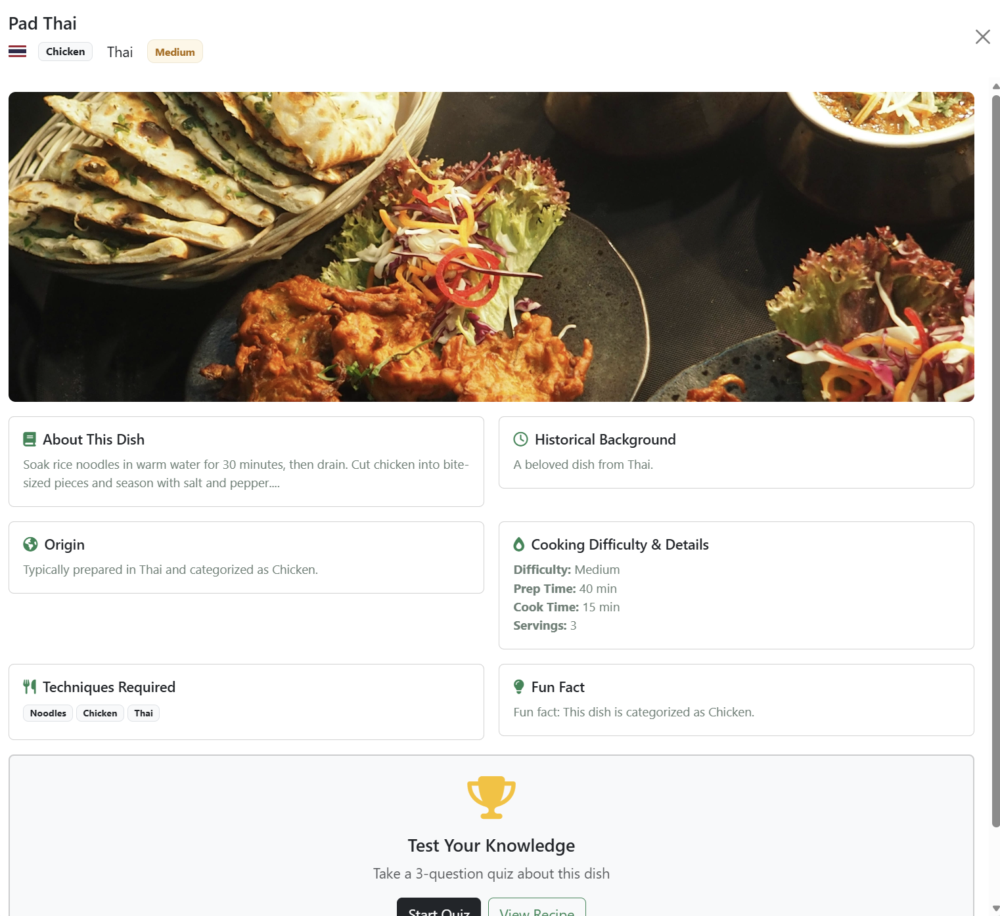 Pad Thai
Chicken Thai Medium
About This Dish
Soak rice noodles in warm water for 30 minutes, then drain. Cut chicken into bite-
sized pieces and season with salt and pepper....
Historical Background
A beloved dish from Thai.
Origin
Typically prepared in Thai and categorized as Chicken.
Cooking Difficulty & Details
Difficulty: Medium
Prep Time: 40 min
Cook Time: 15 min
Servings: 3
Techniques Required
Noodles Chicken Thai
Fun Fact
Fun fact: This dish is categorized as Chicken.
Test Your Knowledge
Take a 3-question quiz about this dish
Start Quiz View Recipe